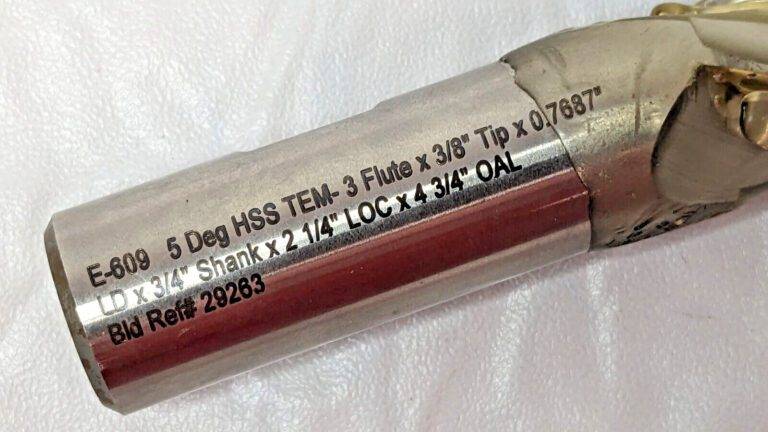 E-609 5 Deg HSS TEM- 3 Flute x 3/8" Tip x 0.7687"
LD x 3/4" Shank x 2 1/4" LOC x 4 3/4" OAL
Bld Ref# 29263